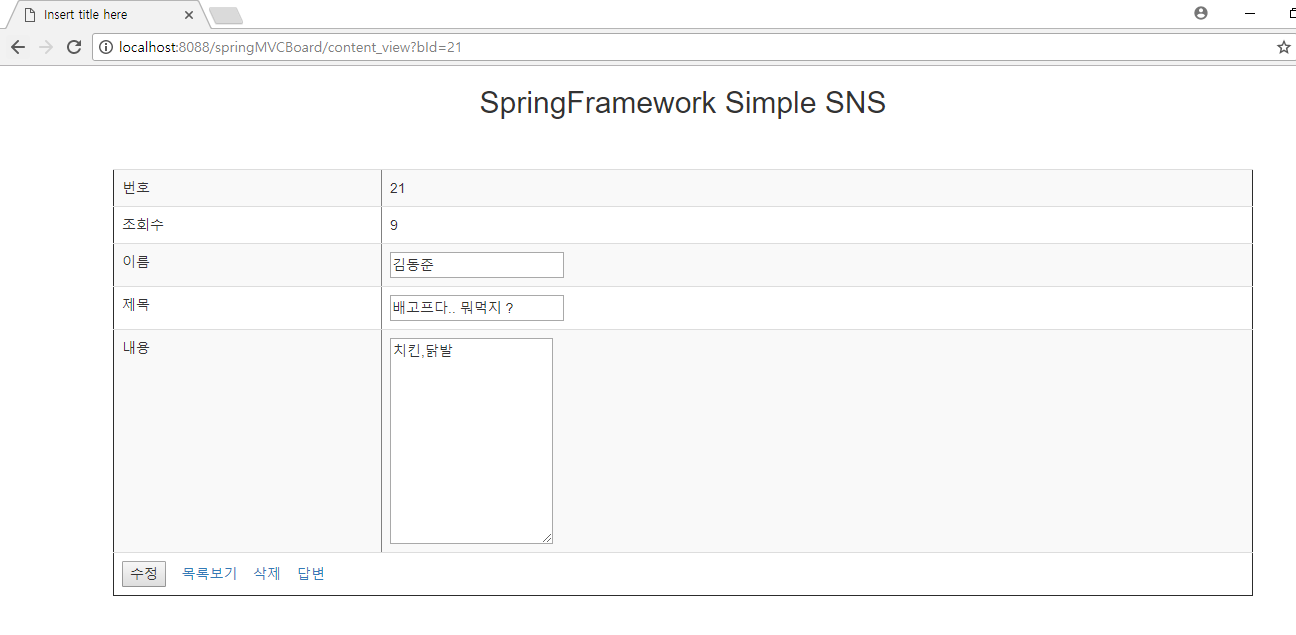 Insert title here
localhost:8088/springMVCBoard/content_view?bId=21
SpringFramework Simple SNS
번호 21
조회수 9
이름 김동준
제목 배고프다.. 뭐먹지 ?
내용 치킨,닭발
수정 목록보기 삭제 답변